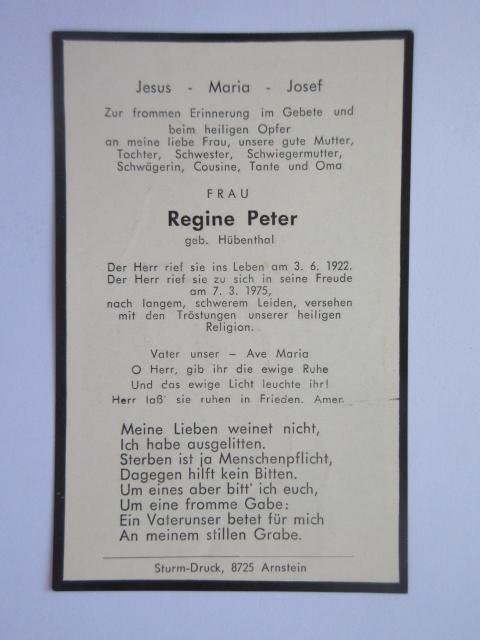 Jesus - Maria - Josef
Zur frommen Erinnerung im Gebete und
beim heiligen Opfer
an meine liebe Frau, unsere gute Mutter,
Tochter, Schwester, Schwiegermutter,
Schwägerin, Cousine, Tante und Oma
FRAU
Regine Peter
geb. Hübenthal
Der Herr rief sie ins Leben am 3. 6. 1922.
Der Herr rief sie zu sich in seine Freude
am 7. 3. 1975,
nach langem, schwerem Leiden, versehen
mit den Tröstungen unserer heiligen
Religion.
Vater unser – Ave Maria
O Herr, gib ihr die ewige Ruhe
Und das ewige Licht leuchte ihr!
Herr laß' sie ruhen in Frieden. Amer.
Meine Lieben weinet nicht,
Ich habe ausgelitten.
Sterben ist ja Menschenpflicht,
Dagegen hilft kein Bitten.
Um eines aber bitt' ich euch,
Um eine fromme Gabe:
Ein Vaterunser betet für mich
An meinem stillen Grabe.
Sturm-Druck, 8725 Arnstein